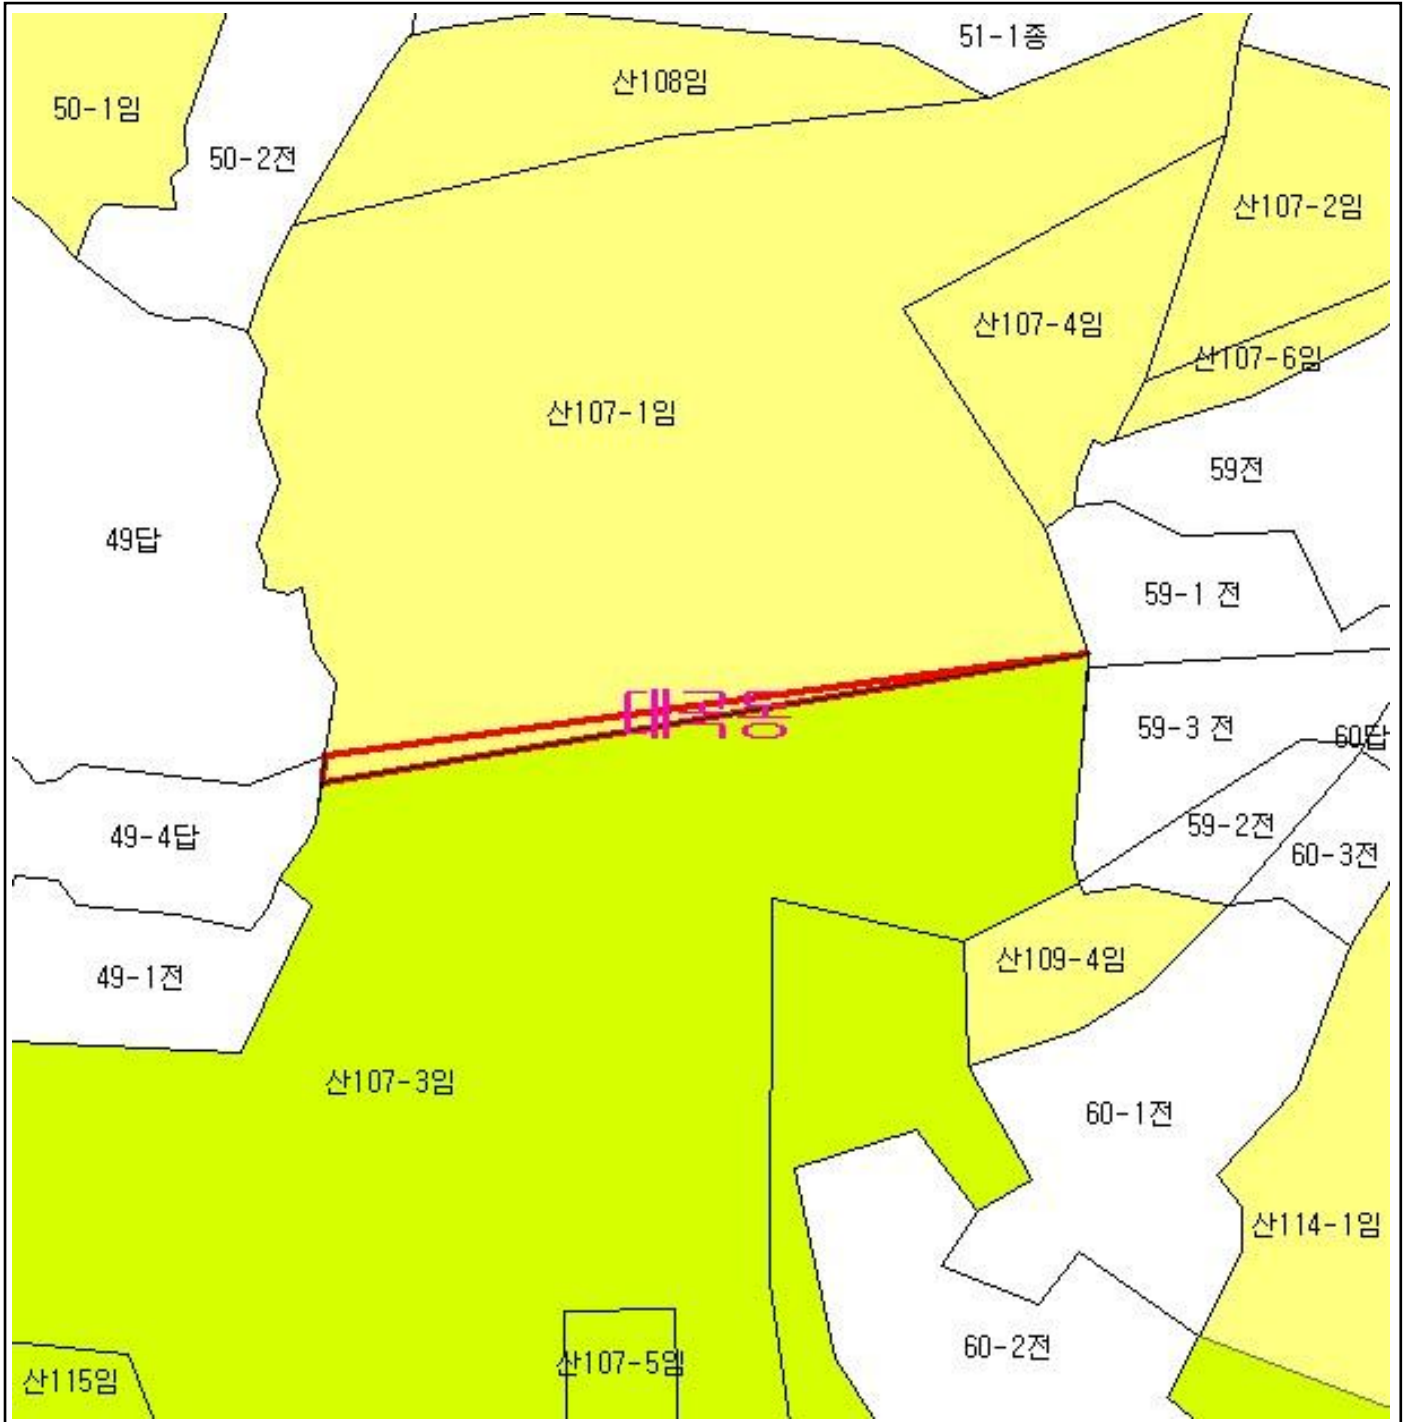 51-1종
산108임
50-1임
50-2전
산107-2임
산107-4임
산107-6임
산107-1임
59전
49답
59-1 전
대곡동
59-3 전
60답
59-2전
49-4답
60-3전
산109-4임
49-1전
산107-3임
60-1전
산114-1임
60-2전
산107-5임
산115임